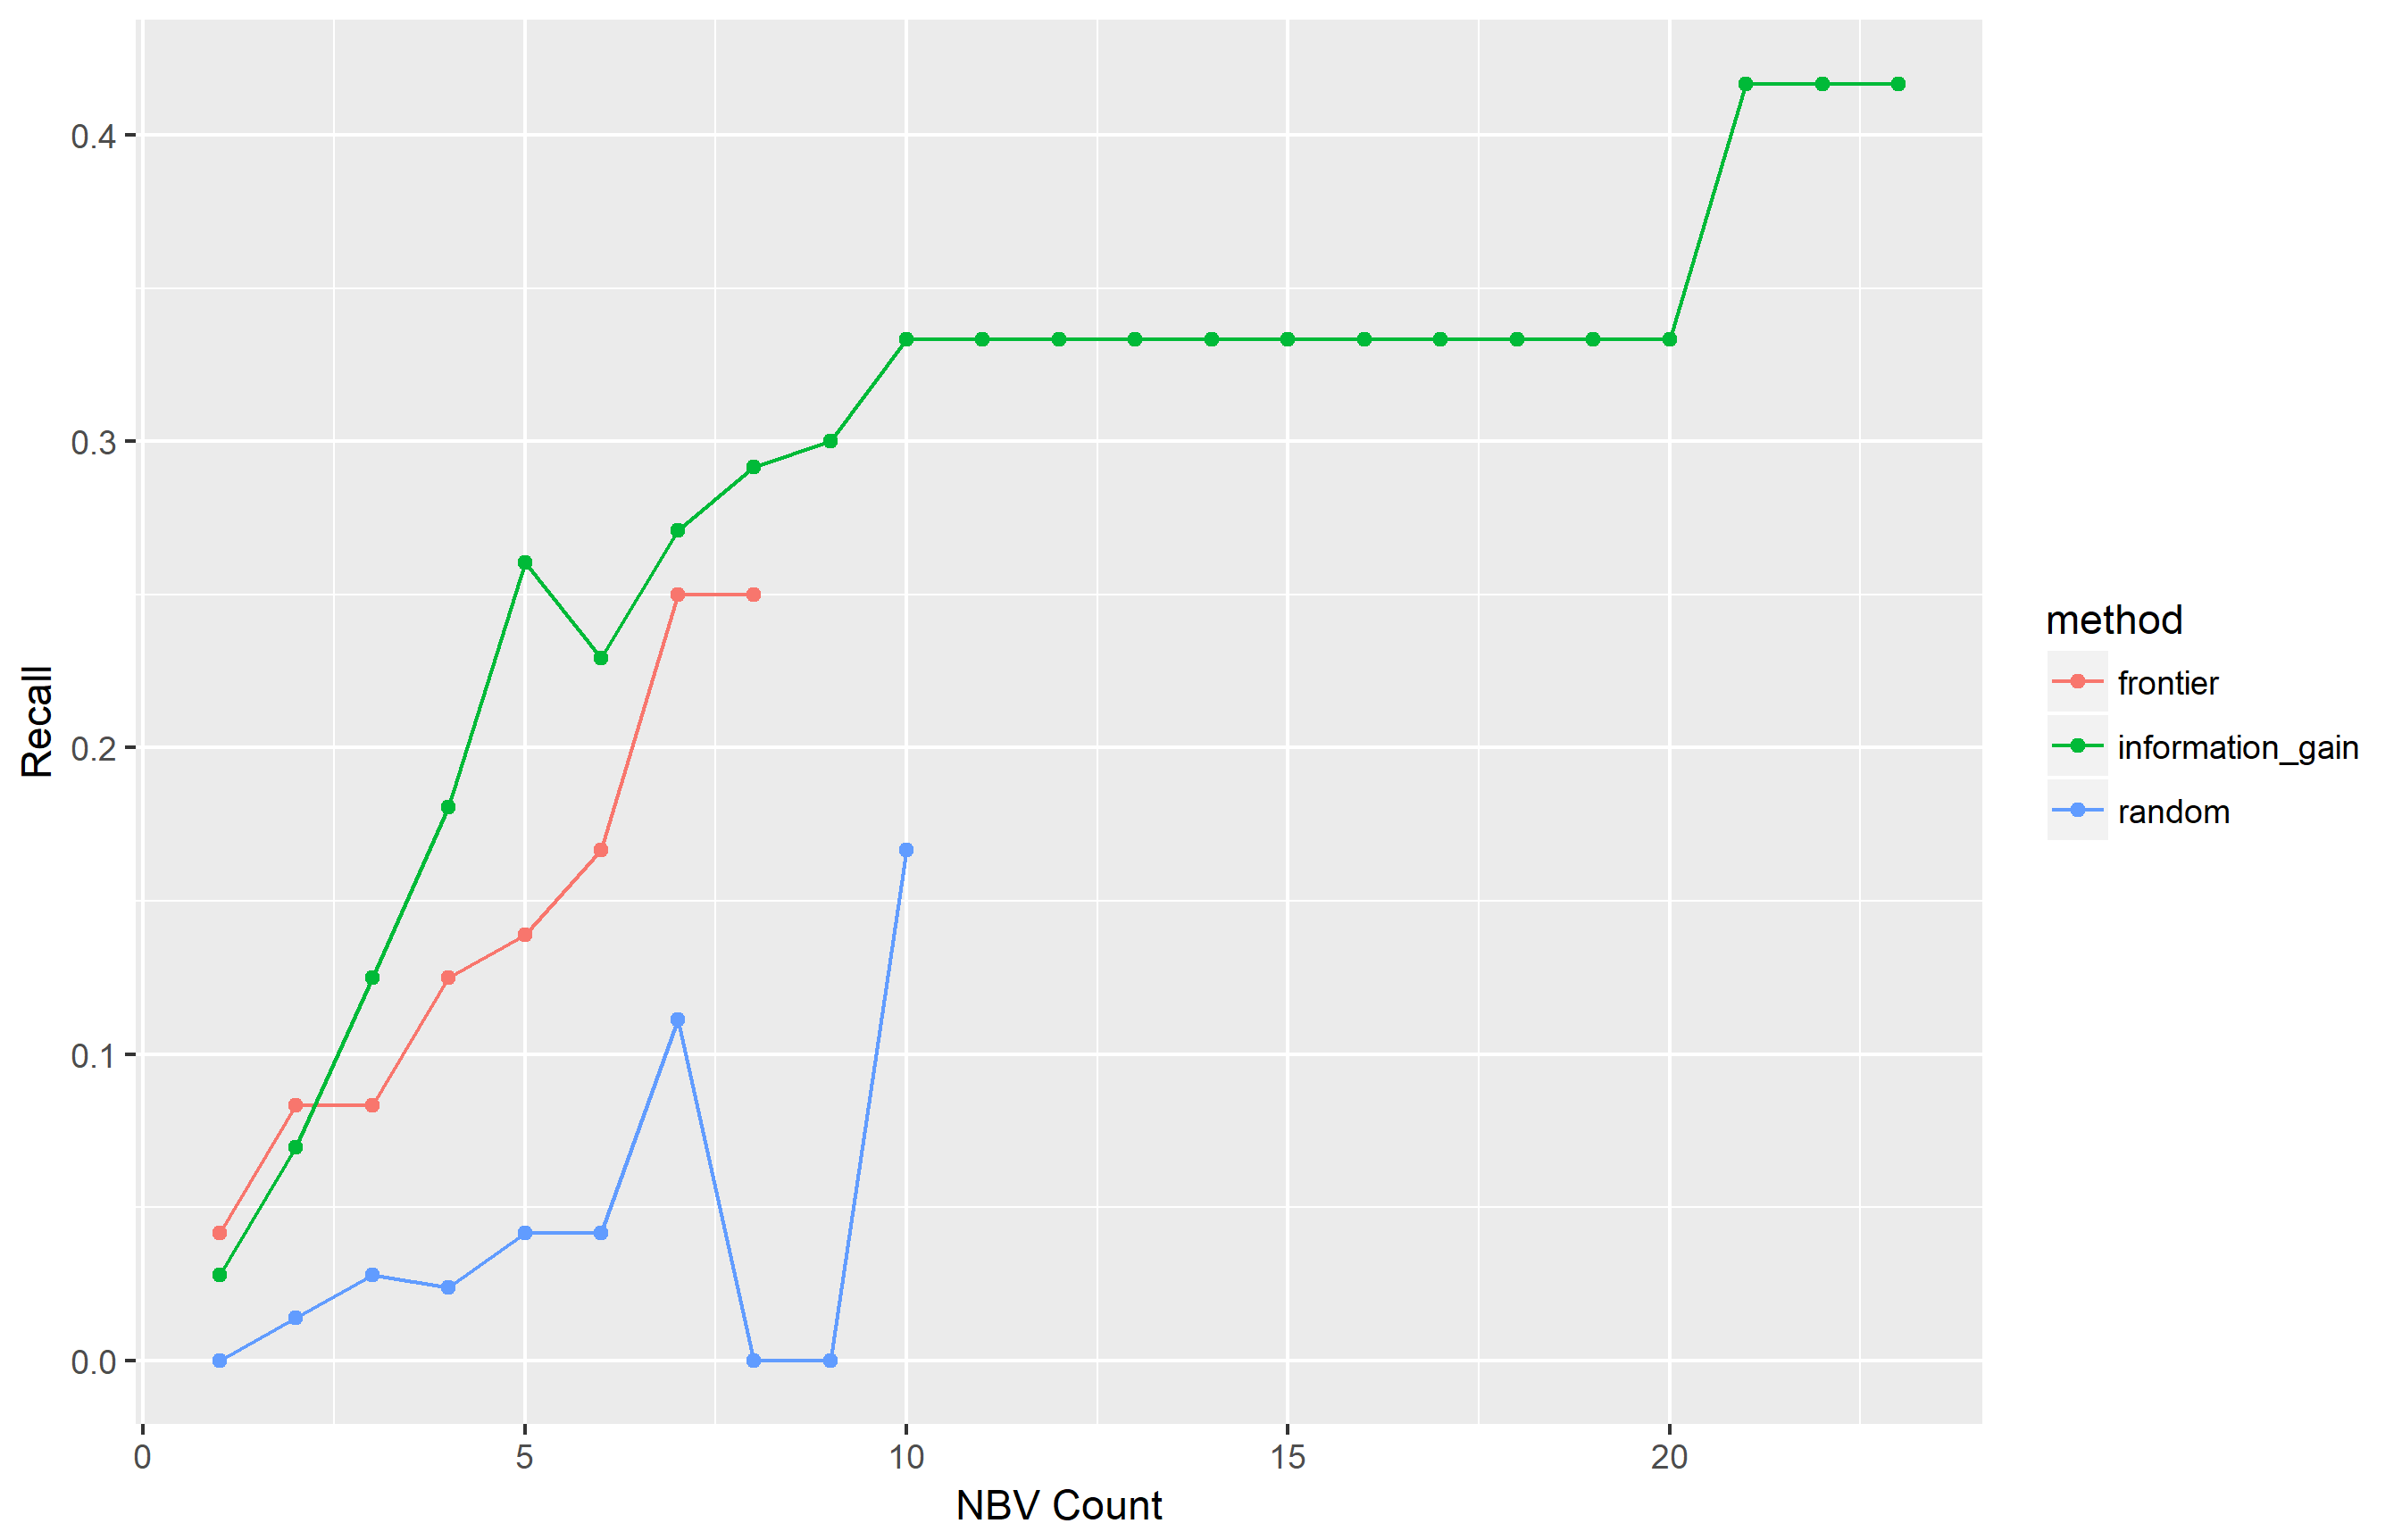 0.4
0.3
0.2
0.1
0.0
Recall
0 5 10 15 20
NBV Count
method
frontier
information_gain
random